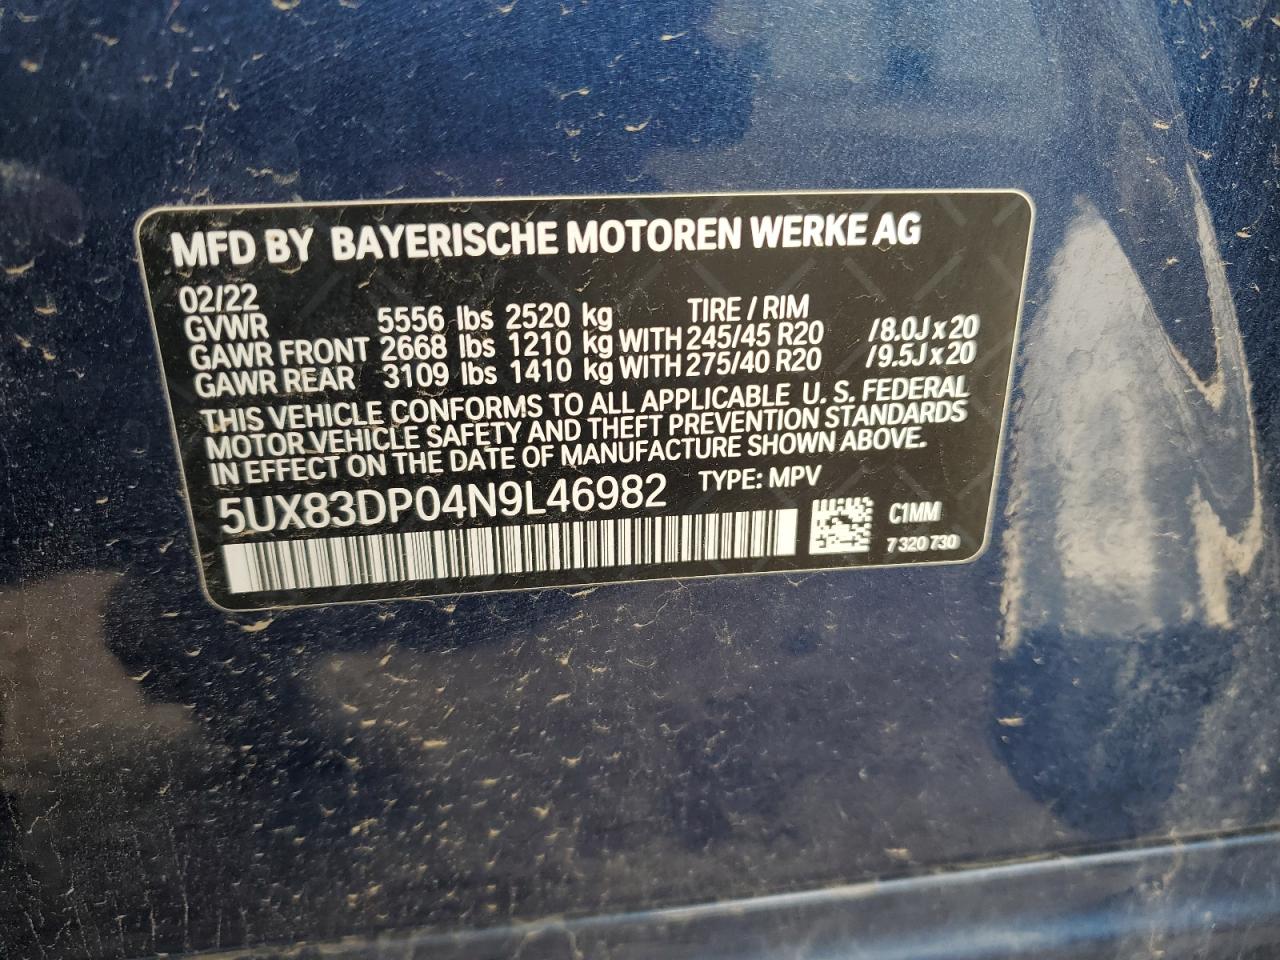 MFD BY BAYERISCHE MOTOREN WERKE AG
02/22
GVWR 5556 lbs 2520 kg TIRE / RIM
GAWR FRONT 2668 lbs 1210 kg WITH 245/45 R20 /8.0J x 20
GAWR REAR 3109 lbs 1410 kg WITH 275/40 R20 /9.5J x 20
THIS VEHICLE CONFORMS TO ALL APPLICABLE U. S. FEDERAL
MOTOR VEHICLE SAFETY AND THEFT PREVENTION STANDARDS
IN EFFECT ON THE DATE OF MANUFACTURE SHOWN ABOVE.
5UX83DP04N9L46982 TYPE: MPV
C1MM
7 320 730